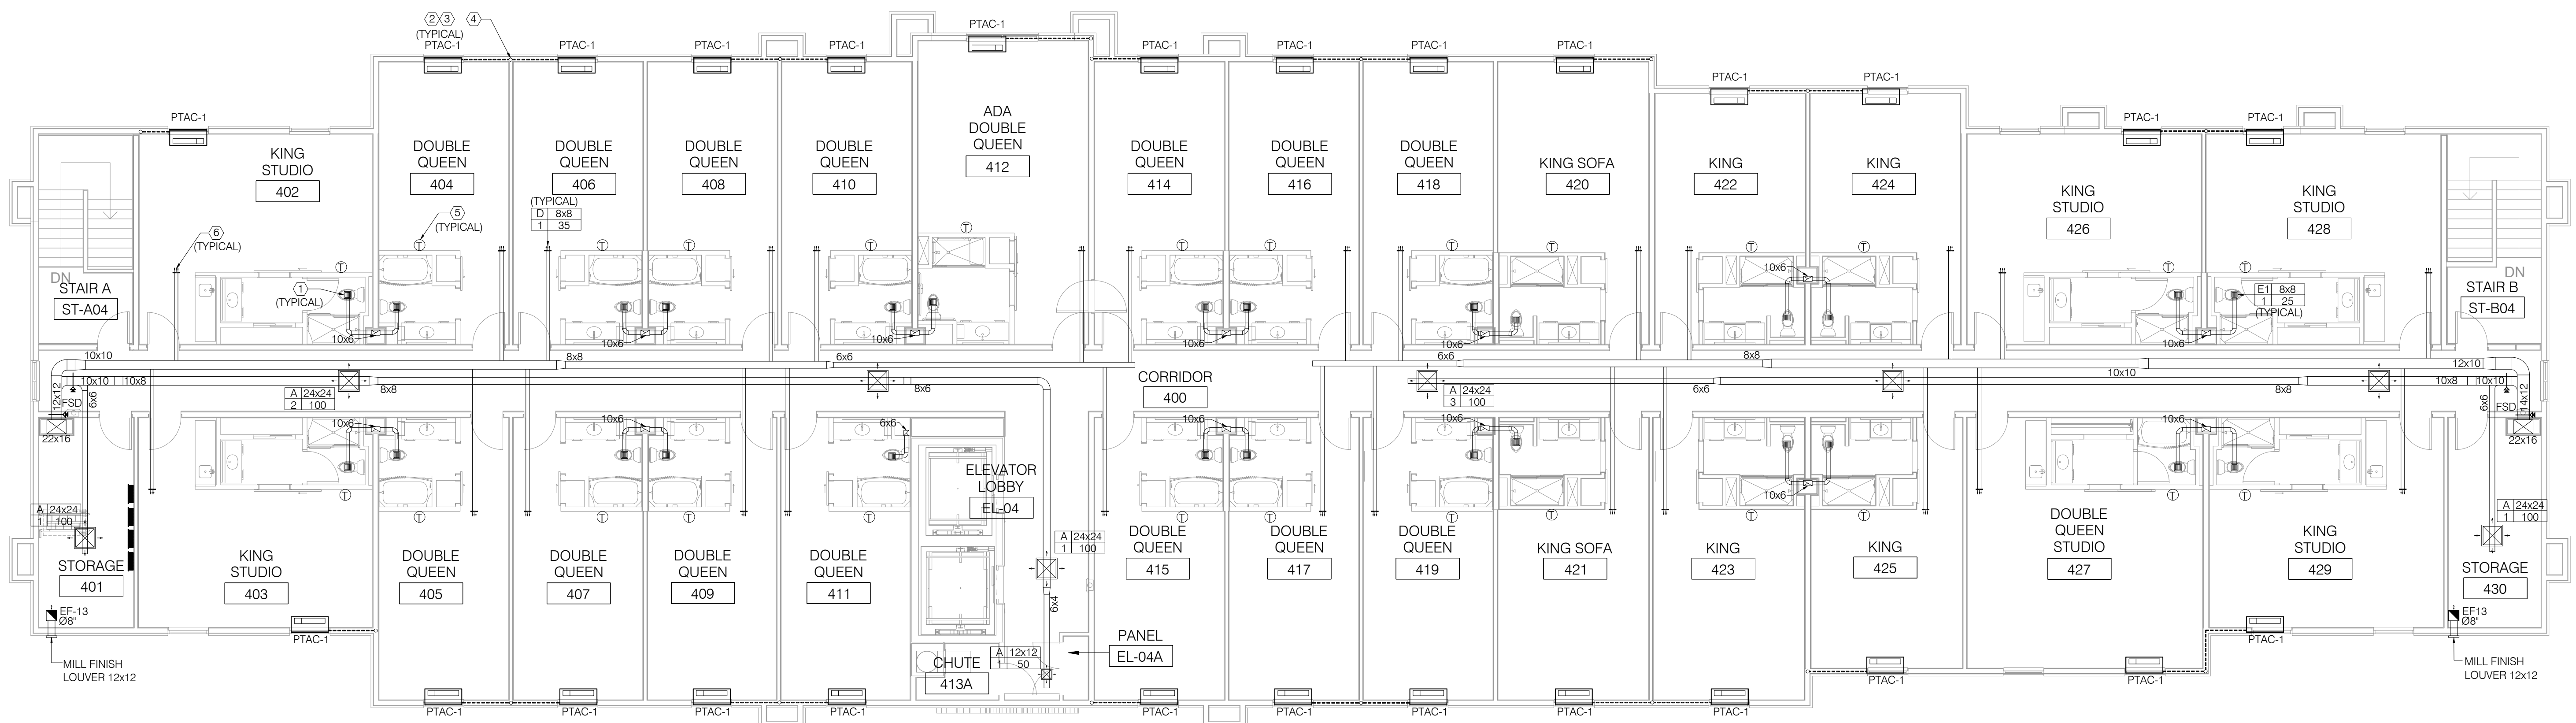 2 3 4
(TYPICAL)
PTAC-1
PTAC-1
PTAC-1
PTAC-1
PTAC-1
PTAC-1
PTAC-1
PTAC-1
PTAC-1
PTAC-1
PTAC-1
PTAC-1
PTAC-1
PTAC-1
KING
STUDIO
402
DOUBLE
QUEEN
404
DOUBLE
QUEEN
406
DOUBLE
QUEEN
408
DOUBLE
QUEEN
410
ADA
DOUBLE
QUEEN
412
DOUBLE
QUEEN
414
DOUBLE
QUEEN
416
DOUBLE
QUEEN
418
KING SOFA
420
KING
422
KING
424
KING
STUDIO
426
KING
STUDIO
428
(TYPICAL)
D 8x8
1 35
5
(TYPICAL)
6
(TYPICAL)
1
(TYPICAL)
T
T
T
T
T
T
T
T
T
T
T
T
T
T
E1 8x8
1 25
(TYPICAL)
DN
STAIR A
ST-A04
DN
STAIR B
ST-B04
10x6
10x6
10x6
10x6
10x6
10x6
10x6
10x10
8x8
6x6
6x6
8x8
12x10
10x10
10x10
10x8
8x8
8x6
6x6
10x10
8x8
10x8
10x10
12x12
FSD
6x6
22x16
A 24x24
2 100
CORRIDOR
400
A 24x24
3 100
6x6
FSD
14x12
22x16
10x6
10x6
6x6
10x6
10x6
10x6
10x6
T
T
T
T
T
T
T
T
T
T
T
T
T
ELEVATOR
LOBBY
EL-04
A 24x24
1 100
A 24x24
1 100
A 24x24
1 100
STORAGE
401
KING
STUDIO
403
DOUBLE
QUEEN
405
DOUBLE
QUEEN
407
DOUBLE
QUEEN
409
DOUBLE
QUEEN
411
DOUBLE
QUEEN
415
DOUBLE
QUEEN
417
DOUBLE
QUEEN
419
KING SOFA
421
KING
423
KING
425
DOUBLE
QUEEN
STUDIO
427
KING
STUDIO
429
STORAGE
430
6x4
EF-13
Ø8"
EF13
Ø8"
PTAC-1
PTAC-1
PANEL
EL-04A
A 12x12
1 50
CHUTE
413A
MILL FINISH
LOUVER 12x12
MILL FINISH
LOUVER 12x12
PTAC-1
PTAC-1
PTAC-1
PTAC-1
PTAC-1
PTAC-1
PTAC-1
PTAC-1
PTAC-1
PTAC-1
PTAC-1